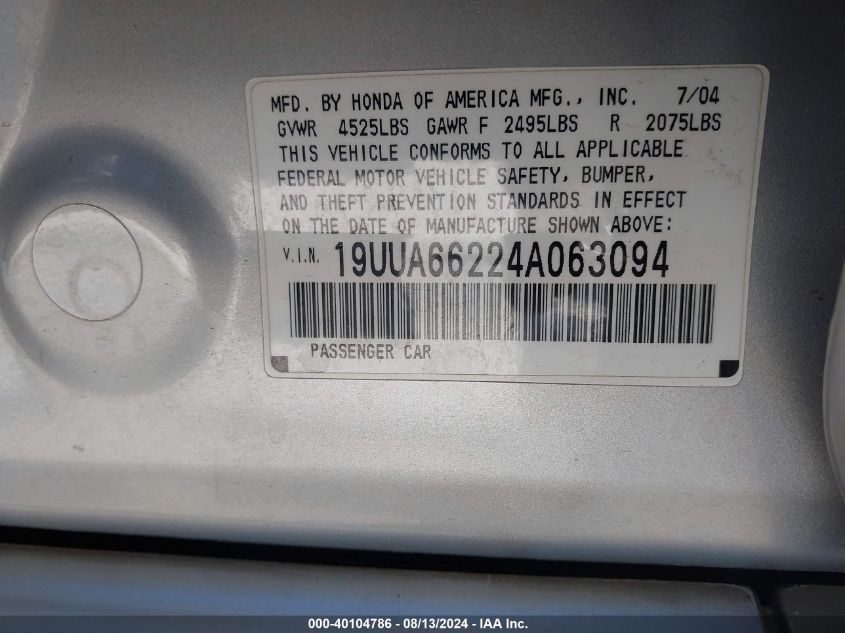 MFD. BY HONDA OF AMERICA MFG., INC. 7/04
GVWR 4525LBS GAWR F 2495LBS R 2075LBS
THIS VEHICLE CONFORMS TO ALL APPLICABLE
FEDERAL MOTOR VEHICLE SAFETY, BUMPER,
AND THEFT PREVENTION STANDARDS IN EFFECT
ON THE DATE OF MANUFACTURE SHOWN ABOVE:
V.I.N. 19UUA66224A063094
PASSENGER CAR
000-40104786 - 08/13/2024 - IAA Inc.